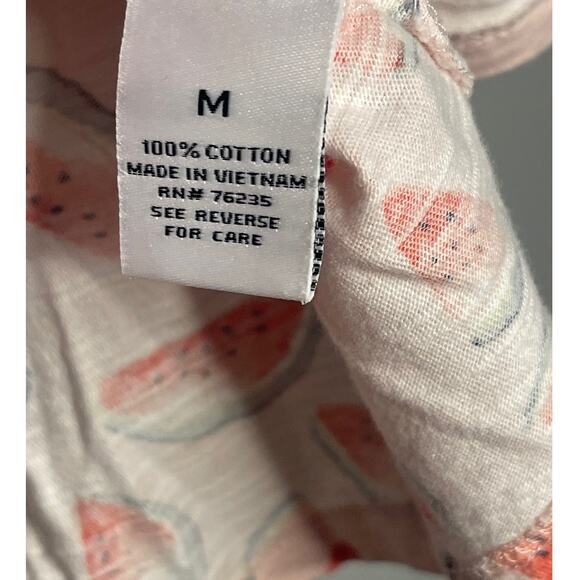 M
100% COTTON
MADE IN VIETNAM
RN# 76235
SEE REVERSE
FOR CARE